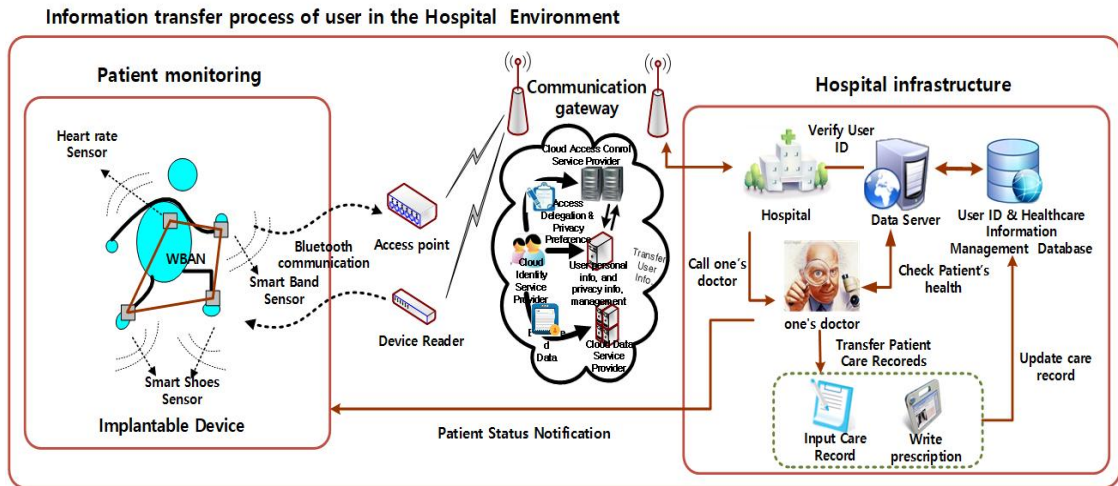 Information transfer process of user in the Hospital Environment
Patient monitoring
Heart rate
Sensor
WBAN
Smart Band
Sensor
Smart Shoes
Sensor
Implantable Device
Bluetooth
communication
Access point
Device Reader
Communication
gateway
Cloud Access Conrol
Service Provider
Access
Delegation &
Privacy
Preference
Cloud
Identity
Service
Provider
User personal
info, and
privacy info,
management
Transfer
User
Info,
d
Data
Cloud Data
Service
Provider
Patient Status Notification
Hospital infrastructure
Verify User
ID
Hospital
Data Server
User ID & Healthcare
Information
Management Database
Call one's
doctor
Check Patient's
health
one's doctor
Transfer Patient
Care Recoreds
Update care
record
Input Care
Record
Write
prescription